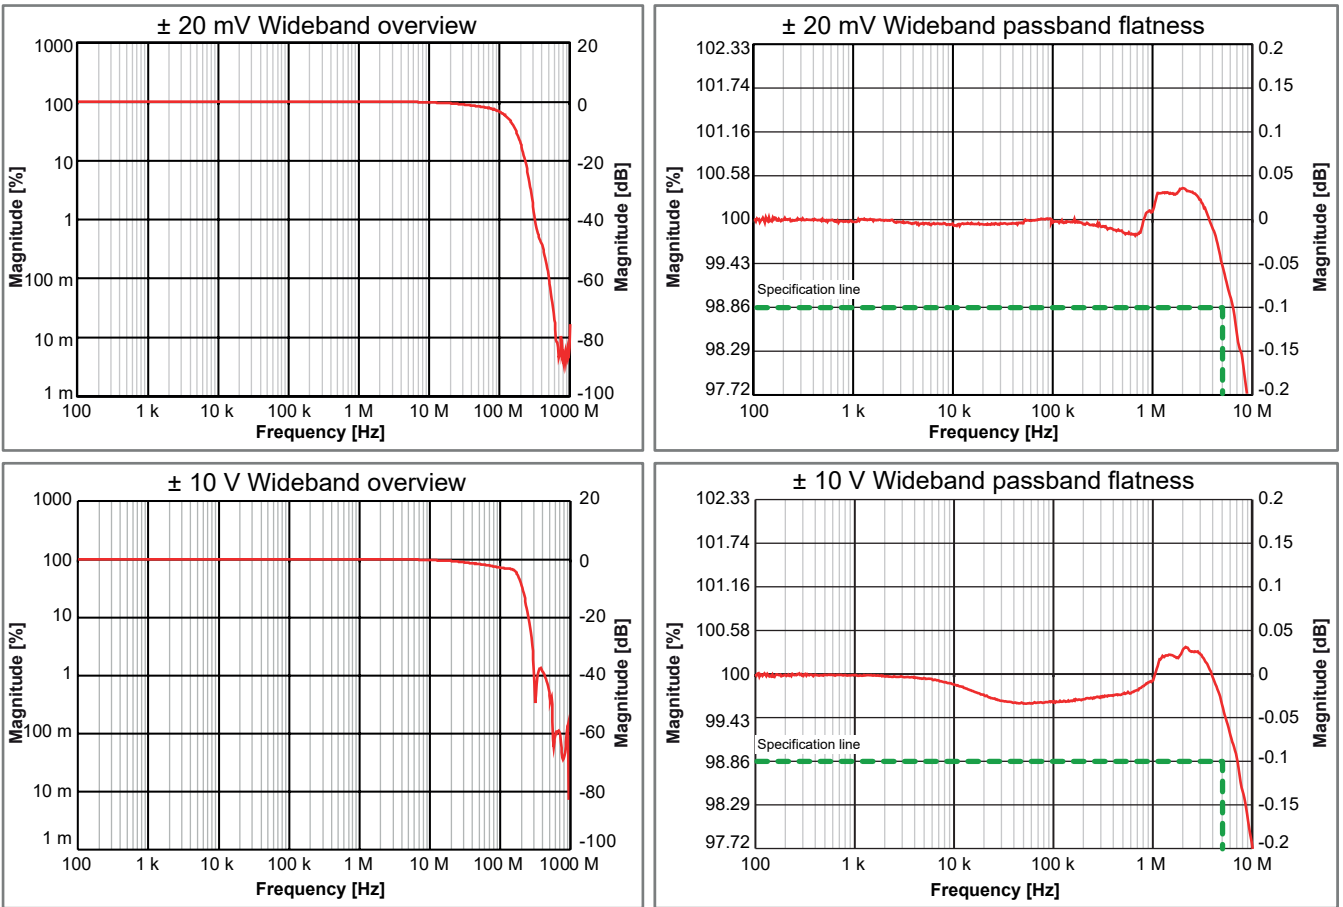 ± 20 mV Wideband overview
1000
100
10
1
100 m
10 m
1 m
Magnitude [%]
20
0
-20
-40
-60
-80
-100
Magnitude [dB]
100 1 k 10 k 100 k 1 M 10 M 100 M 1000 M
Frequency [Hz]
± 20 mV Wideband passband flatness
102.33
101.74
101.16
100.58
100
99.43
98.86
98.29
97.72
Magnitude [%]
Specification line
0.2
0.15
0.1
0.05
0
-0.05
-0.1
-0.15
-0.2
Magnitude [dB]
100 1 k 10 k 100 k 1 M 10 M
Frequency [Hz]
± 10 V Wideband overview
1000
100
10
1
100 m
10 m
1 m
Magnitude [%]
20
0
-20
-40
-60
-80
-100
Magnitude [dB]
100 1 k 10 k 100 k 1 M 10 M 100 M 1000 M
Frequency [Hz]
± 10 V Wideband passband flatness
102.33
101.74
101.16
100.58
100
99.43
98.86
98.29
97.72
Magnitude [%]
Specification line
0.2
0.15
0.1
0.05
0
-0.05
-0.1
-0.15
-0.2
Magnitude [dB]
100 1 k 10 k 100 k 1 M 10 M
Frequency [Hz]